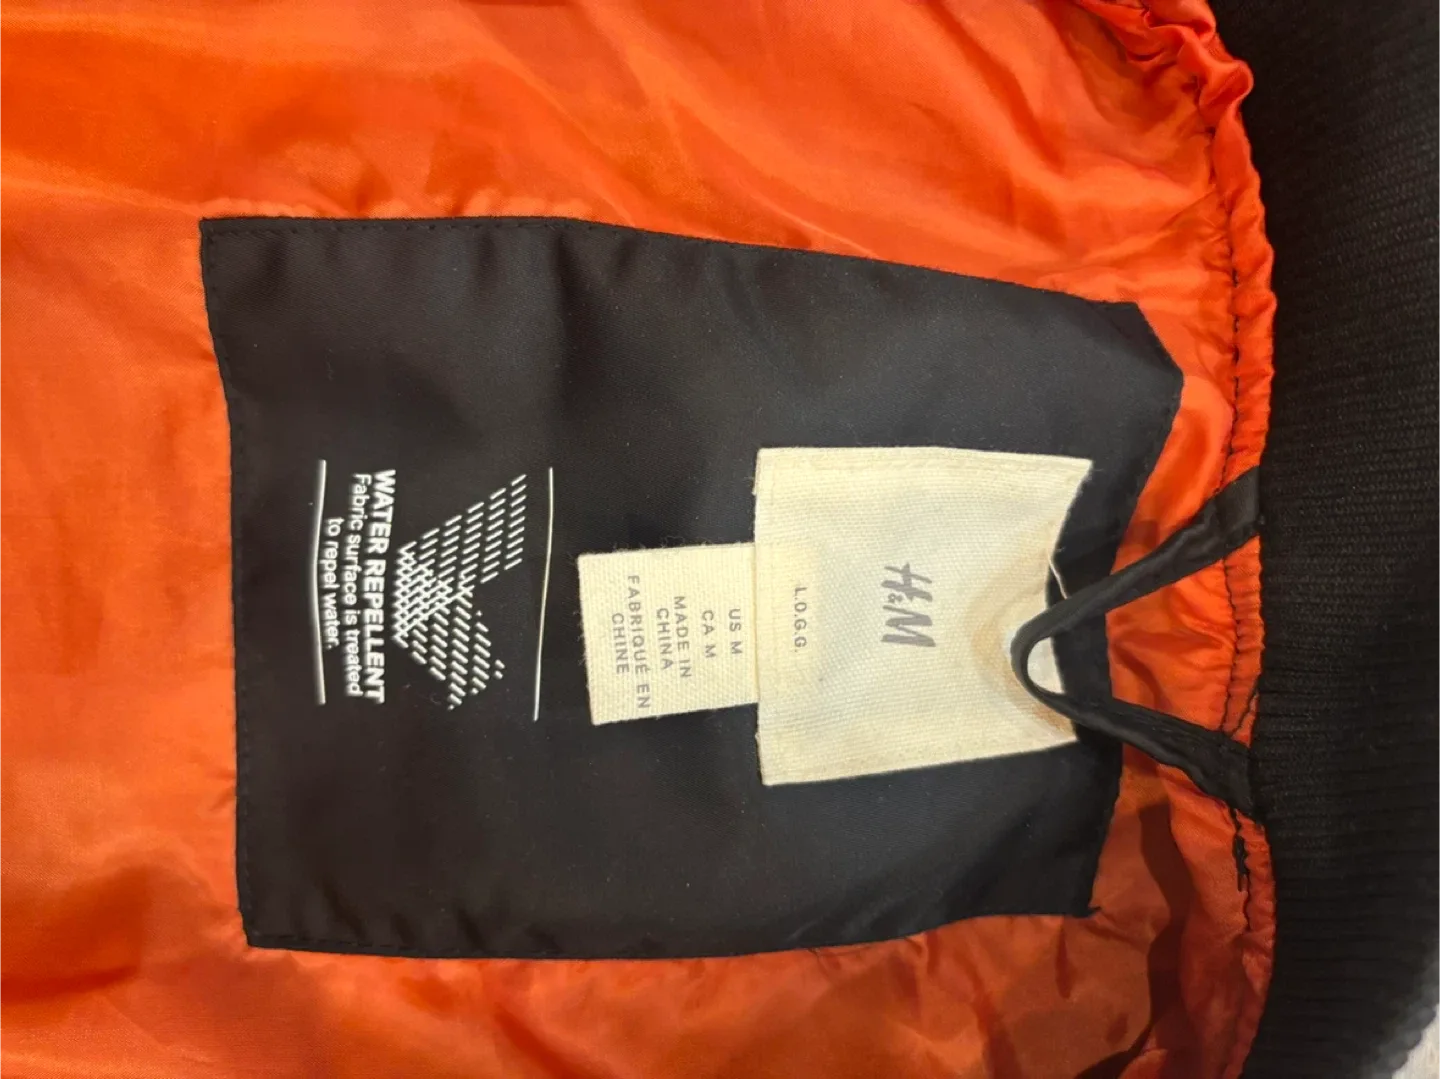 H&M
L.O.G.G.
US M
CA M
MADE IN
CHINA
FABRIQUÉ EN
CHINE
WATER REPELLENT
Fabric surface is treated
to repel water.